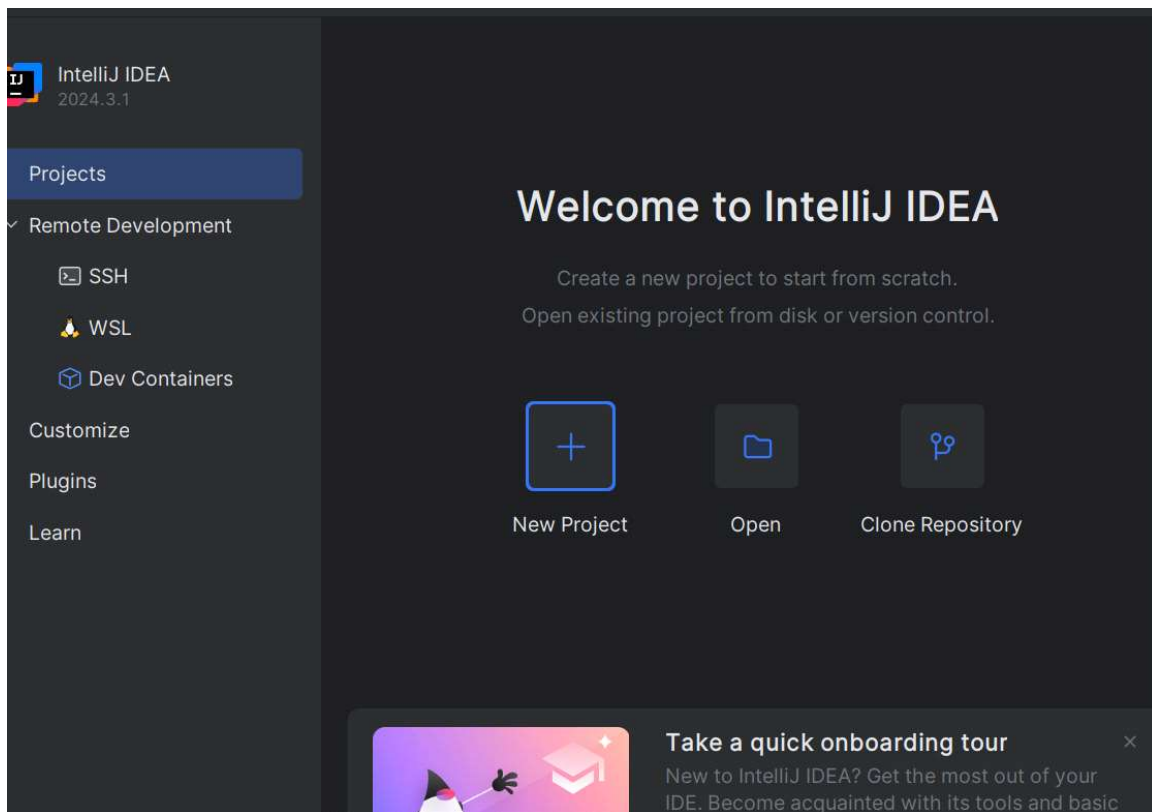 IJ
IntelliJ IDEA
2024.3.1
Projects
Remote Development
SSH
WSL
Dev Containers
Customize
Plugins
Learn
Welcome to IntelliJ IDEA
Create a new project to start from scratch.
Open existing project from disk or version control.
New Project
Open
Clone Repository
Take a quick onboarding tour
New to IntelliJ IDEA? Get the most out of your
IDE. Become acquainted with its tools and basic